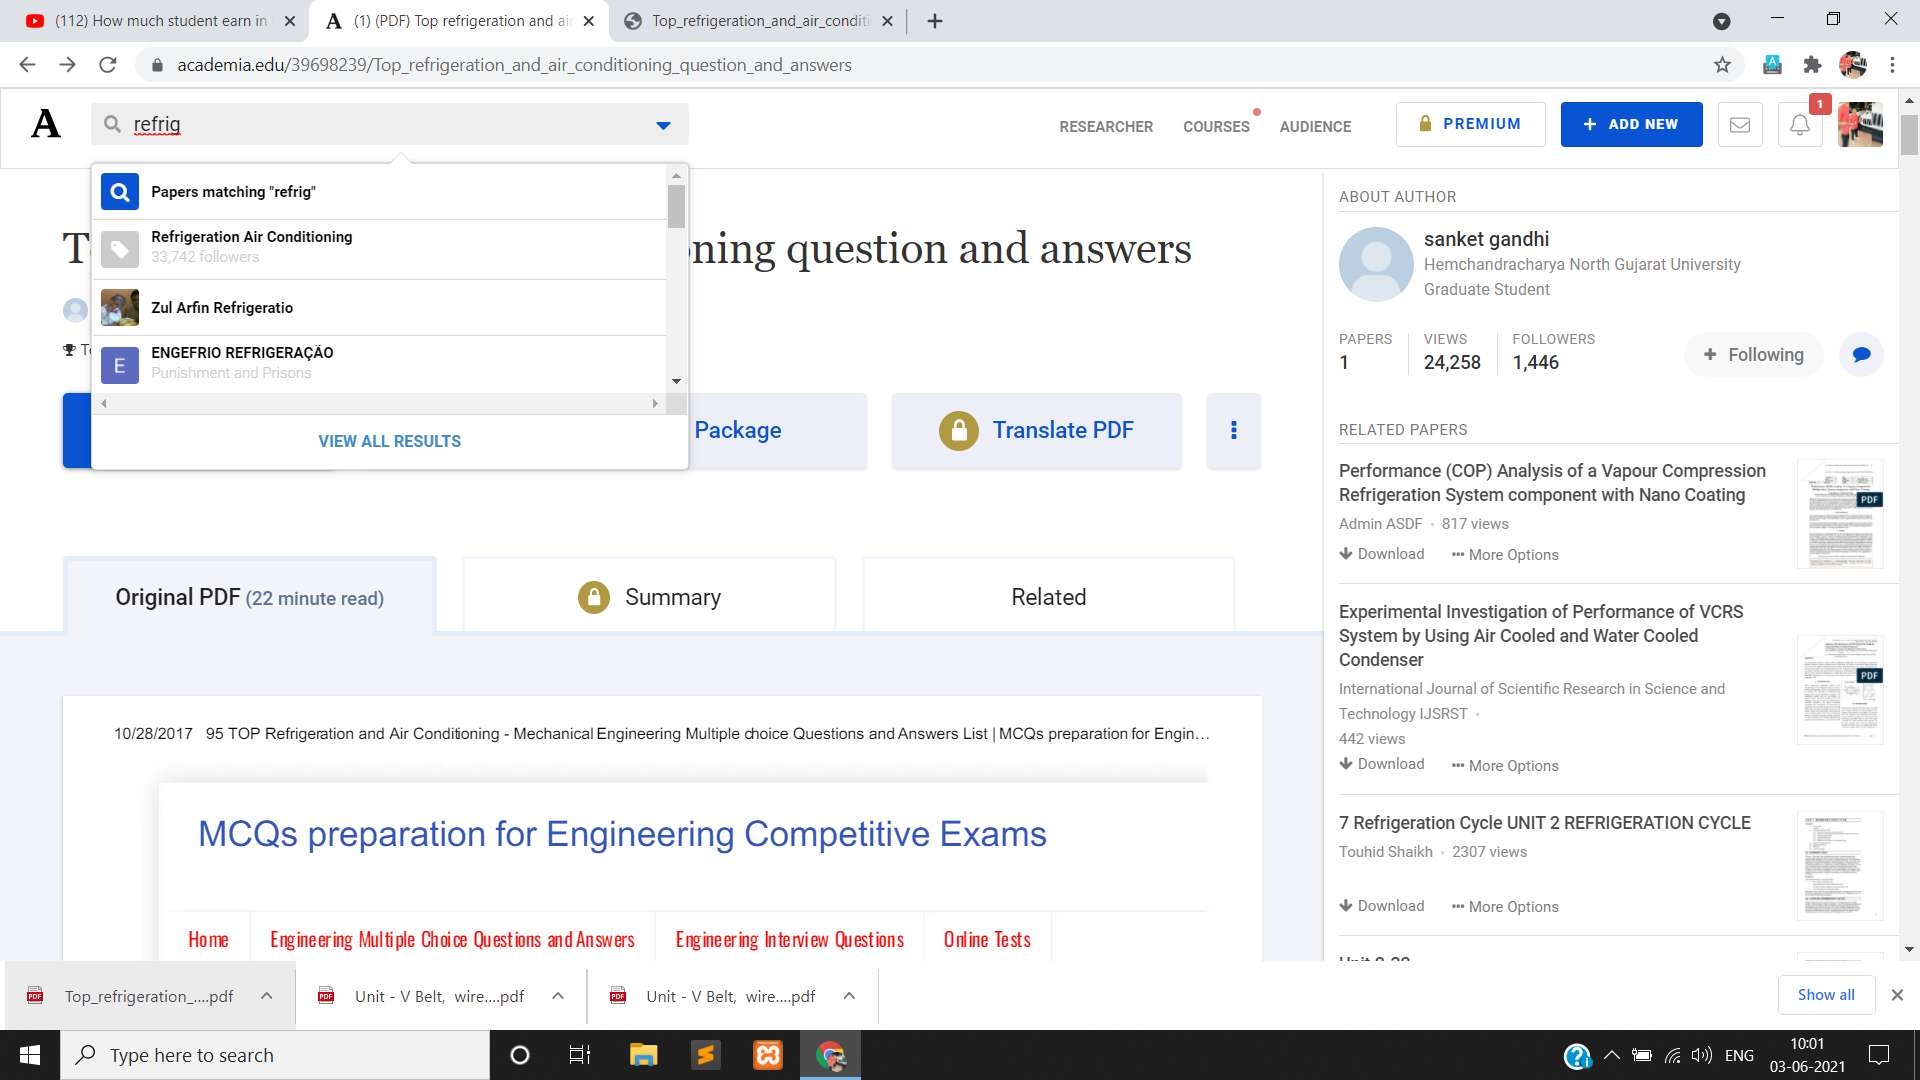 (112) How much student earn in
(1) (PDF) Top refrigeration and ai
Top_refrigeration_and_air_conditi
academia.edu/39698239/Top_refrigeration_and_air_conditioning_question_and_answers
A
refrig
RESEARCHER
COURSES
AUDIENCE
PREMIUM
+ ADD NEW
1
Papers matching "refrig"
Refrigeration Air Conditioning
33,742 followers
Zul Arfin Refrigeratio
E
ENGEFRIO REFRIGERAÇÃO
Punishment and Prisons
VIEW ALL RESULTS
T
ning question and answers
T
Package
Translate PDF
Original PDF (22 minute read)
Summary
Related
10/28/2017 95 TOP Refrigeration and Air Conditioning - Mechanical Engineering Multiple choice Questions and Answers List | MCQs preparation for Engin...
MCQs preparation for Engineering Competitive Exams
Home
Engineering Multiple Choice Questions and Answers
Engineering Interview Questions
Online Tests
ABOUT AUTHOR
sanket gandhi
Hemchandracharya North Gujarat University
Graduate Student
PAPERS
1
VIEWS
24,258
FOLLOWERS
1,446
+ Following
RELATED PAPERS
Performance (COP) Analysis of a Vapour Compression
Refrigeration System component with Nano Coating
Admin ASDF • 817 views
Download
••• More Options
PDF
Experimental Investigation of Performance of VCRS
System by Using Air Cooled and Water Cooled
Condenser
International Journal of Scientific Research in Science and
Technology IJSRST •
442 views
Download
••• More Options
PDF
7 Refrigeration Cycle UNIT 2 REFRIGERATION CYCLE
Touhid Shaikh • 2307 views
Download
••• More Options
Top_refrigeration_....pdf
Unit - V Belt, wire....pdf
Unit - V Belt, wire....pdf
Show all
Type here to search
ENG
10:01
03-06-2021